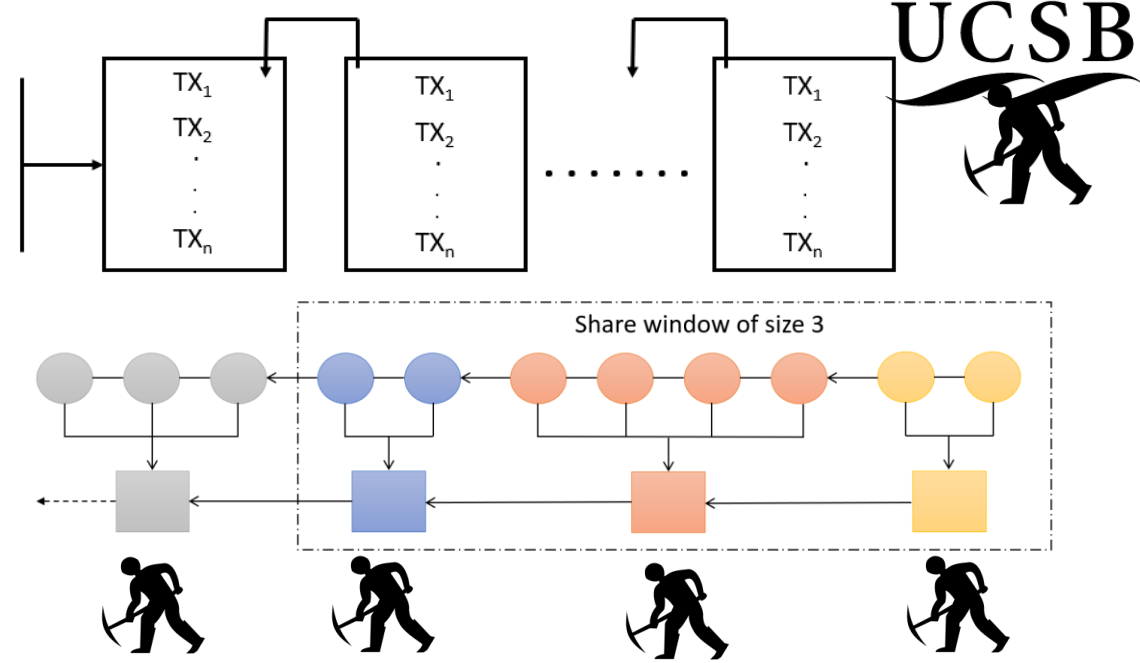 UCSB
TX1
TX2
.
.
.
TXn
TX1
TX2
.
.
.
TXn
.......
TX1
TX2
.
.
.
TXn
Share window of size 3